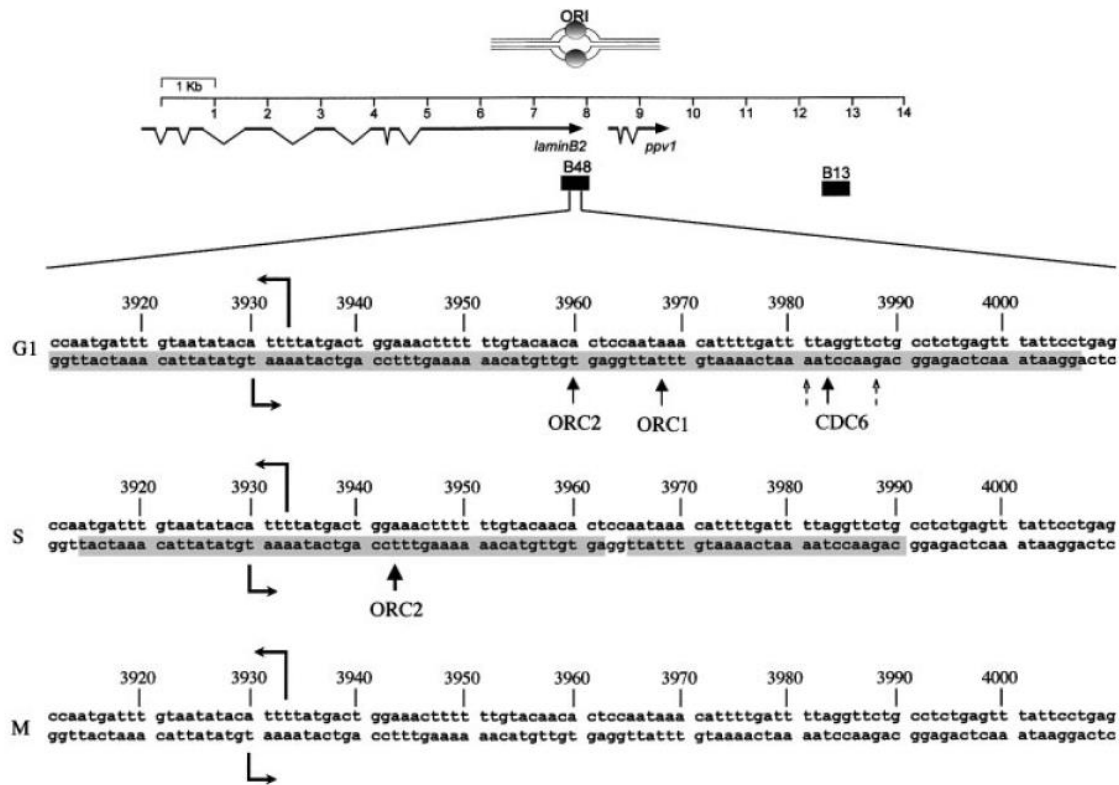 ORI
1 Kb
1 2 3 4 5 6 7 8 9 10 11 12 13 14
laminB2 ppv1
B48 B13
3920 3930 3940 3950 3960 3970 3980 3990 4000
G1
ccaatgattt gtaatataca ttttatgact ggaaactttt ttgtacaaca ctccaataaa cattttgatt ttaggttctg cctctgagtt tattcctgag
ggttactaaa cattatatgt aaaatactga cctttgaaaa aacatgttgt gaggttattt gtaaaactaa aatccaagac ggagactcaa ataaggactc
ORC2 ORC1 CDC6
3920 3930 3940 3950 3960 3970 3980 3990 4000
S
ccaatgattt gtaatataca ttttatgact ggaaactttt ttgtacaaca ctccaataaa cattttgatt ttaggttctg cctctgagtt tattcctgag
ggttactaaa cattatatgt aaaatactga cctttgaaaa aacatgttgt gaggttattt gtaaaactaa aatccaagac ggagactcaa ataaggactc
ORC2
3920 3930 3940 3950 3960 3970 3980 3990 4000
M
ccaatgattt gtaatataca ttttatgact ggaaactttt ttgtacaaca ctccaataaa cattttgatt ttaggttctg cctctgagtt tattcctgag
ggttactaaa cattatatgt aaaatactga cctttgaaaa aacatgttgt gaggttattt gtaaaactaa aatccaagac ggagactcaa ataaggactc